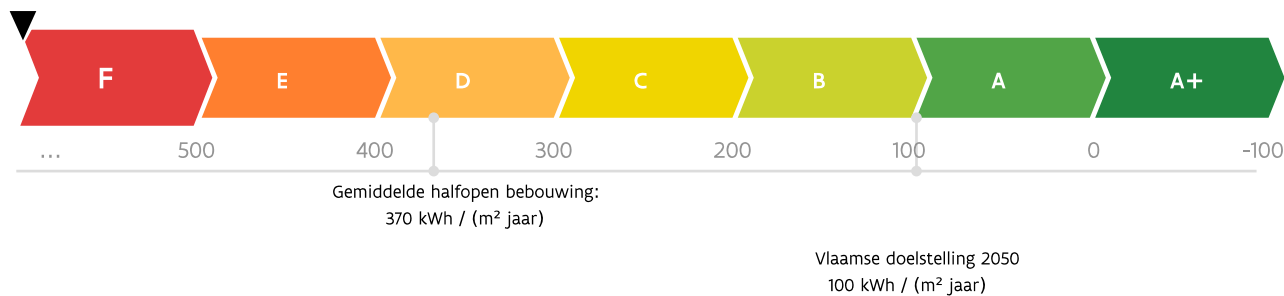 F E D C B A A+
... 500 400 300 200 100 0 -100
Gemiddelde halfopen bebouwing:
370 kWh / (m² jaar)
Vlaamse doelstelling 2050
100 kWh / (m² jaar)